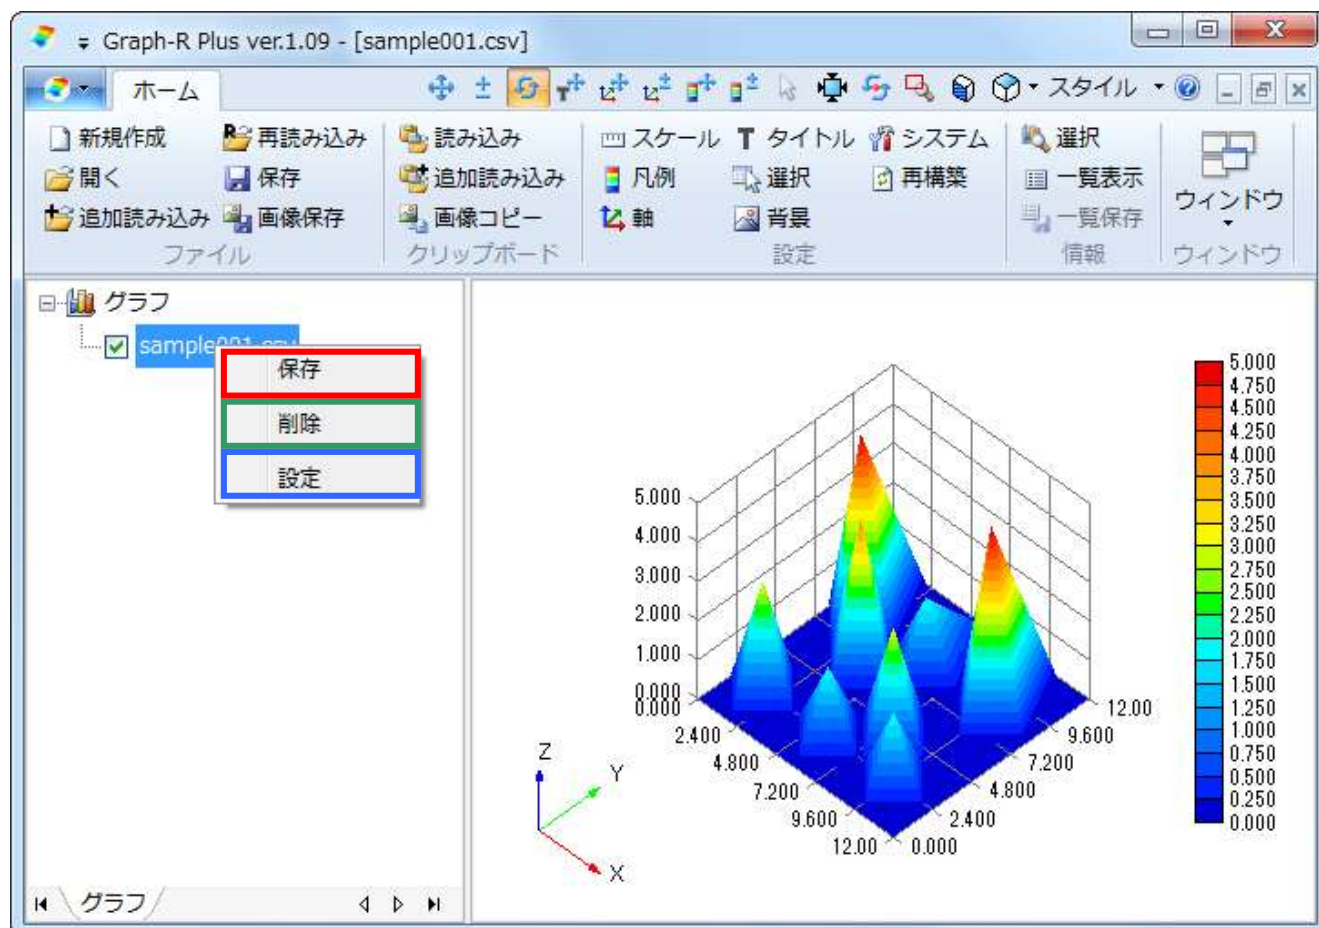 Graph-R Plus ver.1.09 - [sample001.csv]
ホーム
スタイル
新規作成 再読み込み 読み込み スケール T タイトル システム 選択
開く 保存 追加読み込み 凡例 選択 再構築 一覧表示
追加読み込み 画像保存 画像コピー 軸 背景 一覧保存
ウィンドウ
ファイル クリップボード 設定 情報 ウィンドウ
グラフ
sample001.csv
保存
削除
設定
5.000
4.750
4.500
4.250
4.000
3.750
3.500
3.250
3.000
2.750
2.500
2.250
2.000
1.750
1.500
1.250
1.000
0.750
0.500
0.250
0.000
5.000
4.000
3.000
2.000
1.000
0.000
0.000
2.400
4.800
7.200
9.600
12.00
0.000
2.400
4.800
7.200
9.600
12.00
Z
Y
X
グラフ